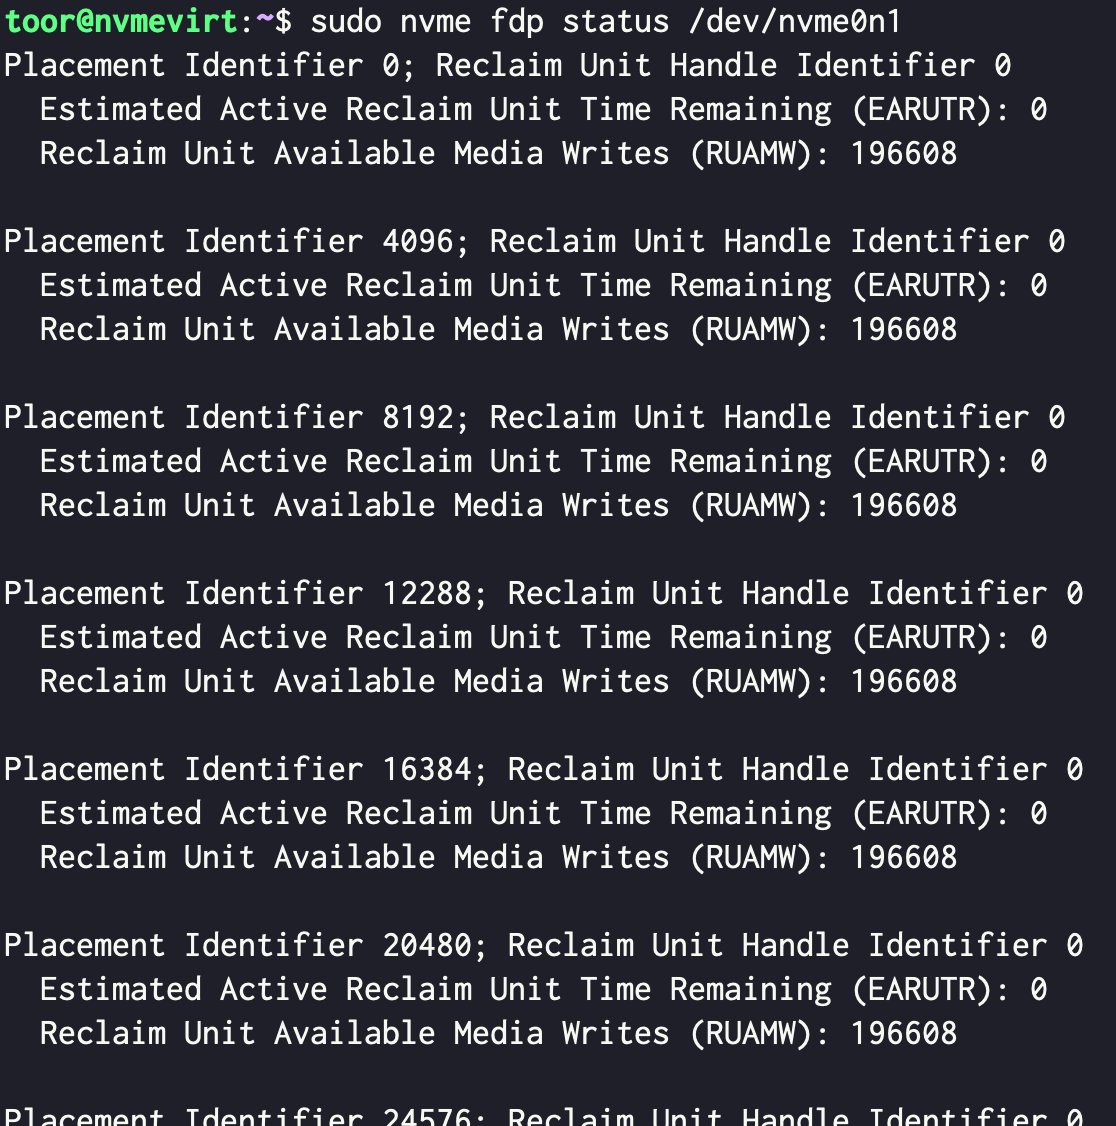 toor@nvmevirt:~$ sudo nvme fdp status /dev/nvme0n1
Placement Identifier 0; Reclaim Unit Handle Identifier 0
  Estimated Active Reclaim Unit Time Remaining (EARUTR): 0
  Reclaim Unit Available Media Writes (RUAMW): 196608

Placement Identifier 4096; Reclaim Unit Handle Identifier 0
  Estimated Active Reclaim Unit Time Remaining (EARUTR): 0
  Reclaim Unit Available Media Writes (RUAMW): 196608

Placement Identifier 8192; Reclaim Unit Handle Identifier 0
  Estimated Active Reclaim Unit Time Remaining (EARUTR): 0
  Reclaim Unit Available Media Writes (RUAMW): 196608

Placement Identifier 12288; Reclaim Unit Handle Identifier 0
  Estimated Active Reclaim Unit Time Remaining (EARUTR): 0
  Reclaim Unit Available Media Writes (RUAMW): 196608

Placement Identifier 16384; Reclaim Unit Handle Identifier 0
  Estimated Active Reclaim Unit Time Remaining (EARUTR): 0
  Reclaim Unit Available Media Writes (RUAMW): 196608

Placement Identifier 20480; Reclaim Unit Handle Identifier 0
  Estimated Active Reclaim Unit Time Remaining (EARUTR): 0
  Reclaim Unit Available Media Writes (RUAMW): 196608

Placement Identifier 24576; Reclaim Unit Handle Identifier 0